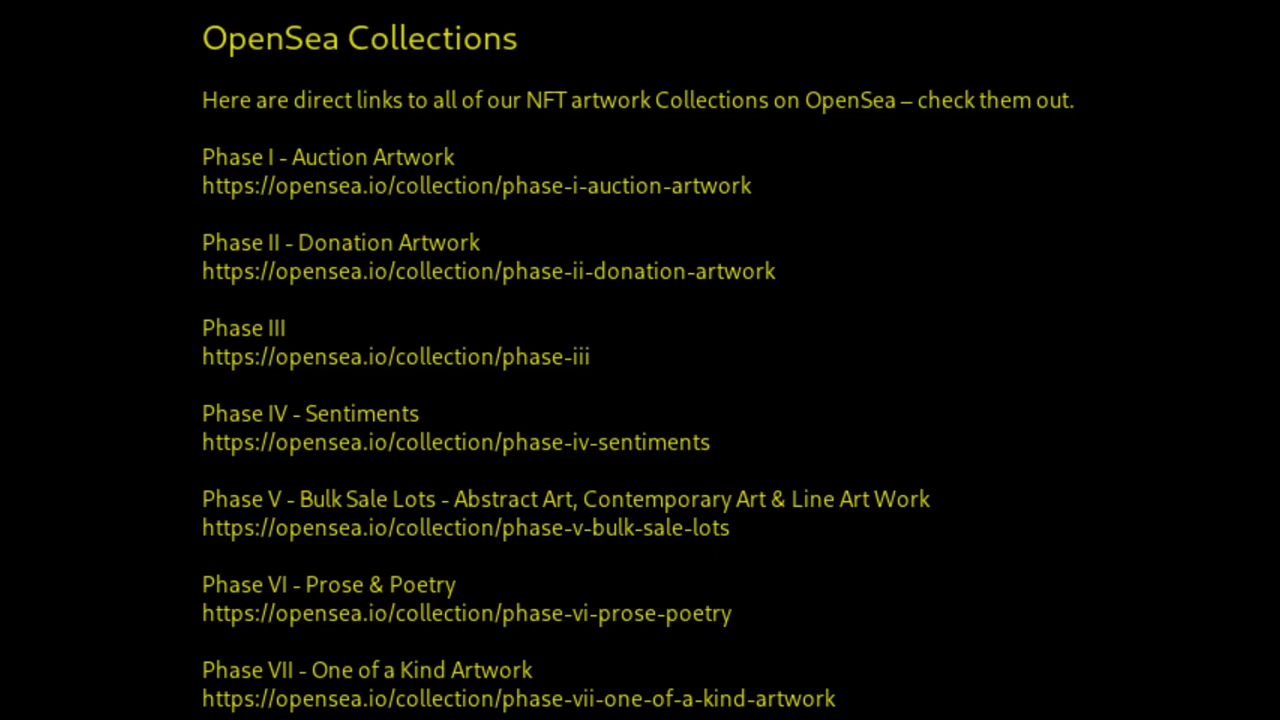 OpenSea Collections
Here are direct links to all of our NFT artwork Collections on OpenSea – check them out.
Phase I - Auction Artwork
https://opensea.io/collection/phase-i-auction-artwork
Phase II - Donation Artwork
https://opensea.io/collection/phase-ii-donation-artwork
Phase III
https://opensea.io/collection/phase-iii
Phase IV - Sentiments
https://opensea.io/collection/phase-iv-sentiments
Phase V - Bulk Sale Lots - Abstract Art, Contemporary Art & Line Art Work
https://opensea.io/collection/phase-v-bulk-sale-lots
Phase VI - Prose & Poetry
https://opensea.io/collection/phase-vi-prose-poetry
Phase VII - One of a Kind Artwork
https://opensea.io/collection/phase-vii-one-of-a-kind-artwork